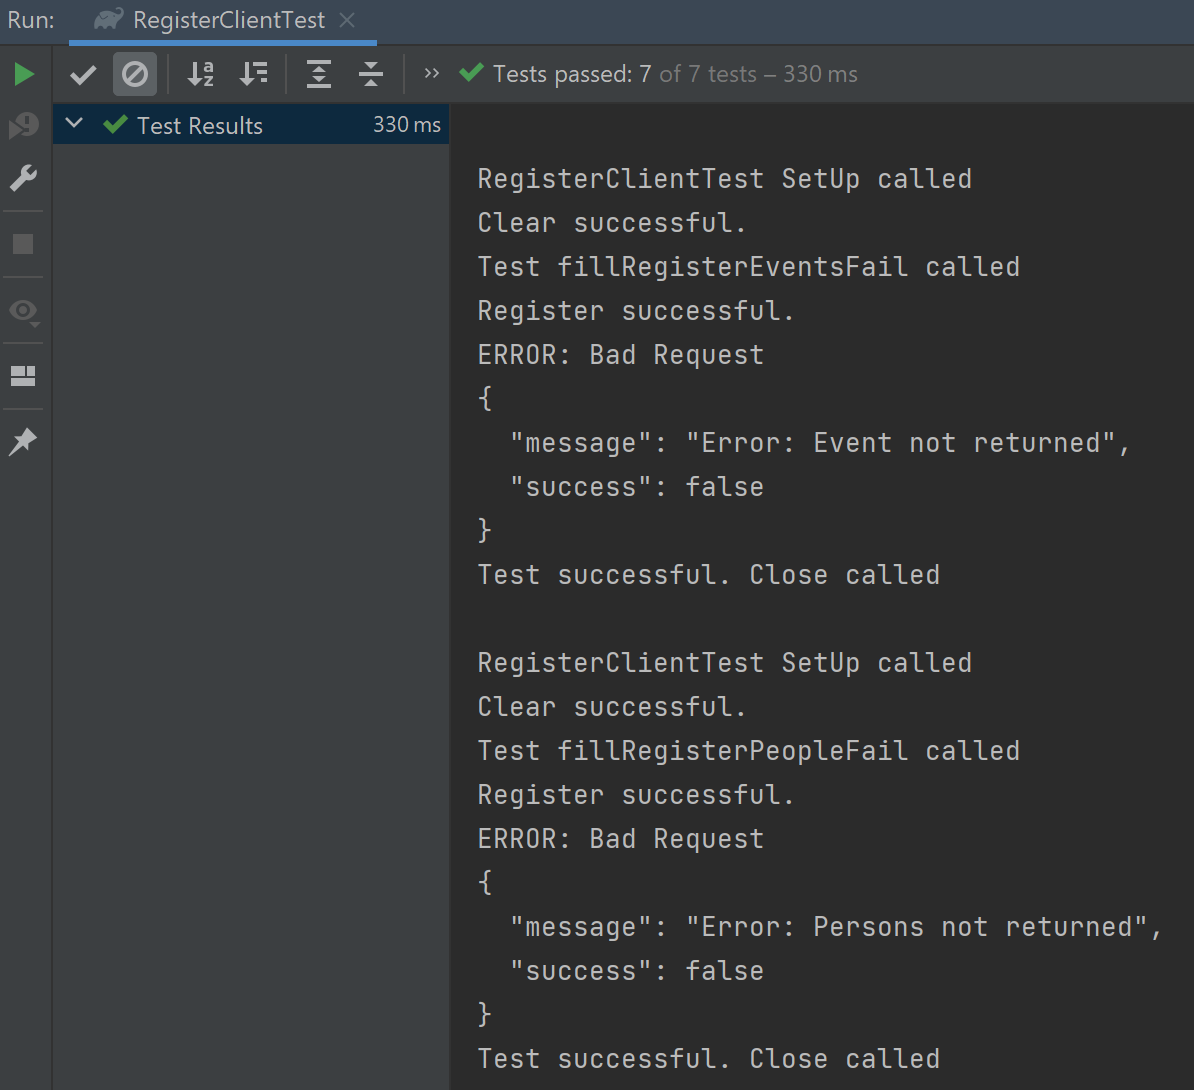 Run: RegisterClientTest
Tests passed: 7 of 7 tests – 330 ms
Test Results 330 ms
RegisterClientTest SetUp called
Clear successful.
Test fillRegisterEventsFail called
Register successful.
ERROR: Bad Request
{
  "message": "Error: Event not returned",
  "success": false
}
Test successful. Close called

RegisterClientTest SetUp called
Clear successful.
Test fillRegisterPeopleFail called
Register successful.
ERROR: Bad Request
{
  "message": "Error: Persons not returned",
  "success": false
}
Test successful. Close called